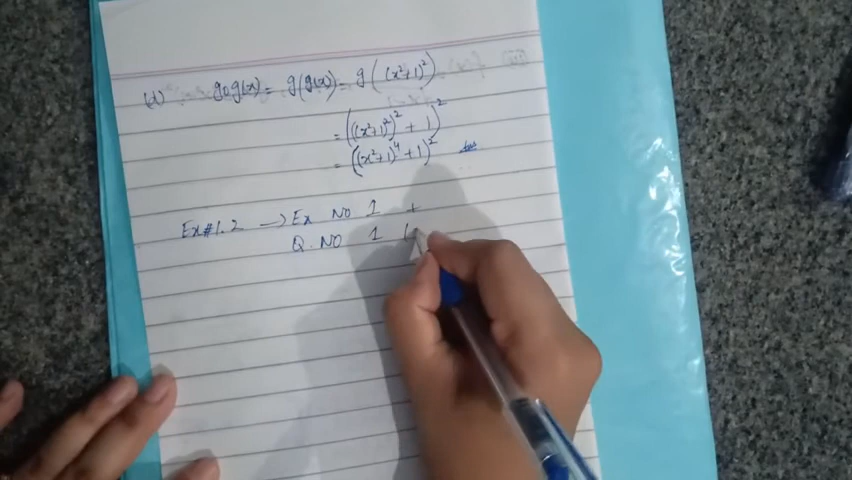 (d) gog(x) = g(g(x)) = g((x²+1)²)
= ((x²+1)²)² + 1)²
= ((x²+1)⁴ + 1)²
Ex#1.2 → Ex NO 1 +
Q. NO 1